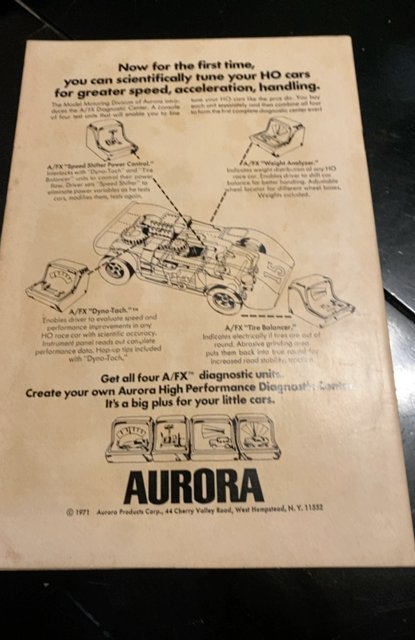 Now for the first time,
you can scientifically tune your HO cars
for greater speed, acceleration, handling.
The Model Motoring Division of Aurora intro-
duces the A/FX Diagnostic Center. A console
of four test units that will enable you to fine
tune your HO cars like the pros do. You buy
each unit separately and then combine all four
to form the first complete diagnostic center ever!
A/FX "Speed Shifter Power Control."
Interlocks with "Dyno-Tach" and "Tire
Balancer" units to control their power
flow. Driver sets "Speed Shifter" to
eliminate power variables as he tests
cars, modifies them, tests again.
A/FX "Weight Analyzer."
Indicates weight distribution of any HO
race car. Enables driver to shift car
balance for better handling. Adjustable
wheel locator for different wheel bases.
Weights included.
15
A/FX "Dyno-Tach."™
Enables driver to evaluate speed and
performance improvements in any
HO race car with scientific accuracy.
Instrument panel reads out complete
performance data. Hop-up tips included
with "Dyno-Tach."
A/FX "Tire Balancer."
Indicates electrically if tires are out of
round. Abrasive grinding area
puts them back into true round for
increased road stability, traction
Get all four A/FX™ diagnostic units.
Create your own Aurora High Performance Diagnostic Center.
It's a big plus for your little cars.
AURORA
© 1971 Aurora Products Corp., 44 Cherry Valley Road, West Hempstead, N. Y. 11552